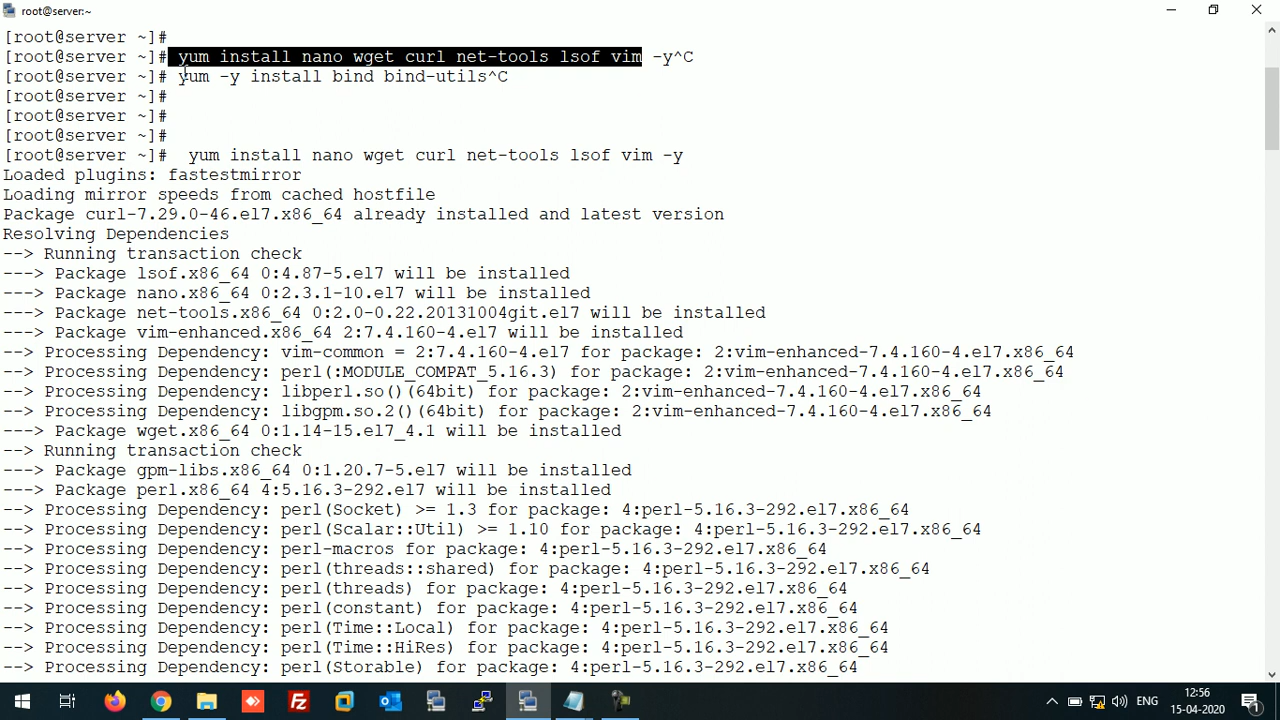 root@server:~
[root@server ~]#
[root@server ~]# yum install nano wget curl net-tools lsof vim -y^C
[root@server ~]# yum -y install bind bind-utils^C
[root@server ~]#
[root@server ~]#
[root@server ~]#
[root@server ~]#  yum install nano wget curl net-tools lsof vim -y
Loaded plugins: fastestmirror
Loading mirror speeds from cached hostfile
Package curl-7.29.0-46.el7.x86_64 already installed and latest version
Resolving Dependencies
--> Running transaction check
---> Package lsof.x86_64 0:4.87-5.el7 will be installed
---> Package nano.x86_64 0:2.3.1-10.el7 will be installed
---> Package net-tools.x86_64 0:2.0-0.22.20131004git.el7 will be installed
---> Package vim-enhanced.x86_64 2:7.4.160-4.el7 will be installed
--> Processing Dependency: vim-common = 2:7.4.160-4.el7 for package: 2:vim-enhanced-7.4.160-4.el7.x86_64
--> Processing Dependency: perl(:MODULE_COMPAT_5.16.3) for package: 2:vim-enhanced-7.4.160-4.el7.x86_64
--> Processing Dependency: libperl.so()(64bit) for package: 2:vim-enhanced-7.4.160-4.el7.x86_64
--> Processing Dependency: libgpm.so.2()(64bit) for package: 2:vim-enhanced-7.4.160-4.el7.x86_64
---> Package wget.x86_64 0:1.14-15.el7_4.1 will be installed
--> Running transaction check
---> Package gpm-libs.x86_64 0:1.20.7-5.el7 will be installed
---> Package perl.x86_64 4:5.16.3-292.el7 will be installed
--> Processing Dependency: perl(Socket) >= 1.3 for package: 4:perl-5.16.3-292.el7.x86_64
--> Processing Dependency: perl(Scalar::Util) >= 1.10 for package: 4:perl-5.16.3-292.el7.x86_64
--> Processing Dependency: perl-macros for package: 4:perl-5.16.3-292.el7.x86_64
--> Processing Dependency: perl(threads::shared) for package: 4:perl-5.16.3-292.el7.x86_64
--> Processing Dependency: perl(threads) for package: 4:perl-5.16.3-292.el7.x86_64
--> Processing Dependency: perl(constant) for package: 4:perl-5.16.3-292.el7.x86_64
--> Processing Dependency: perl(Time::Local) for package: 4:perl-5.16.3-292.el7.x86_64
--> Processing Dependency: perl(Time::HiRes) for package: 4:perl-5.16.3-292.el7.x86_64
--> Processing Dependency: perl(Storable) for package: 4:perl-5.16.3-292.el7.x86_64
ENG
12:56
15-04-2020